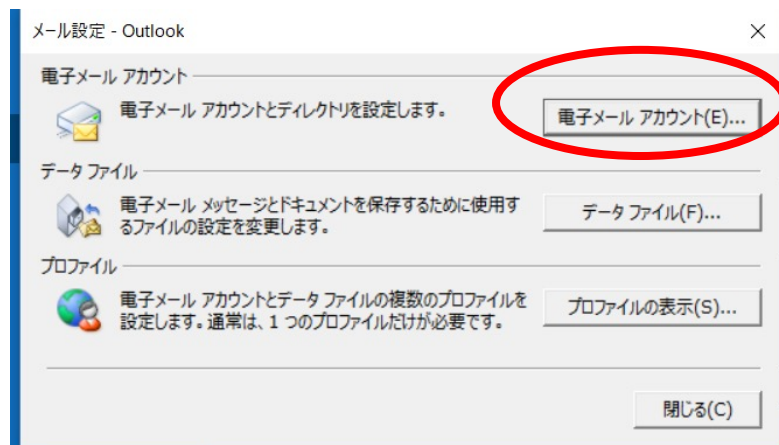 メール設定 - Outlook
電子メール アカウント
電子メール アカウントとディレクトリを設定します。
電子メール アカウント(E)...
データ ファイル
電子メール メッセージとドキュメントを保存するために使用す
るファイルの設定を変更します。
データ ファイル(F)...
プロファイル
電子メール アカウントとデータ ファイルの複数のプロファイルを
設定します。通常は、1 つのプロファイルだけが必要です。
プロファイルの表示(S)...
閉じる(C)